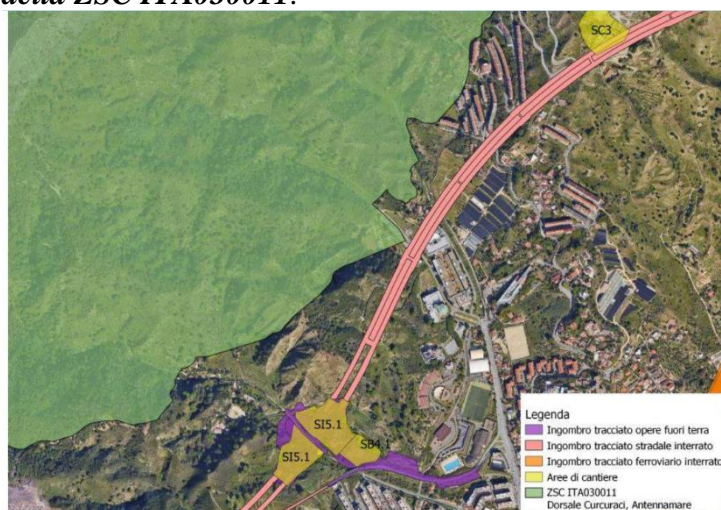 della ZSC ITA030011.
SC3
SI5.1
SB4.1
SI5.1
Legenda
Ingombro tracciato opere fuori terra
Ingombro tracciato stradale interrato
Ingombro tracciato ferroviario interrato
Aree di cantiere
ZSC ITA030011
Dorsale Curcuraci, Antennamare